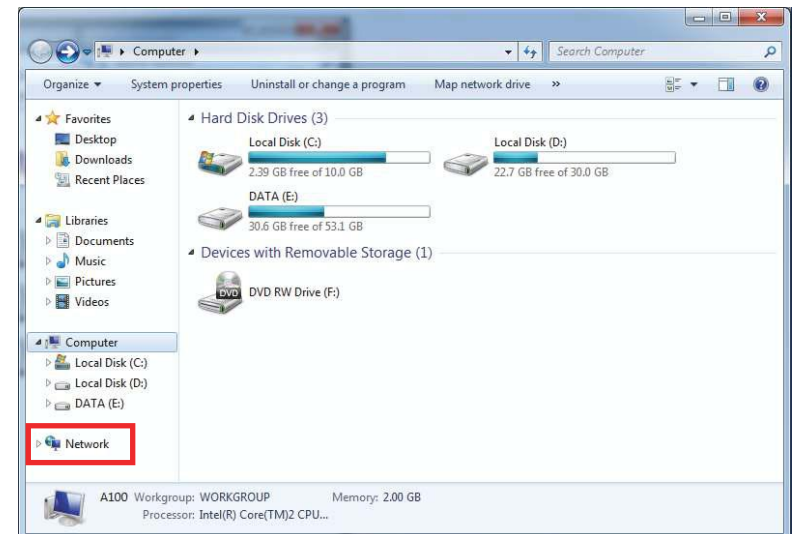 Computer
Search Computer
Organize System properties Uninstall or change a program Map network drive »
Favorites
Desktop
Downloads
Recent Places
Libraries
Documents
Music
Pictures
Videos
Computer
Local Disk (C:)
Local Disk (D:)
DATA (E:)
Network
Hard Disk Drives (3)
Local Disk (C:)
2.39 GB free of 10.0 GB
Local Disk (D:)
22.7 GB free of 30.0 GB
DATA (E:)
30.6 GB free of 53.1 GB
Devices with Removable Storage (1)
DVD
DVD RW Drive (F:)
A100 Workgroup: WORKGROUP Memory: 2.00 GB
Processor: Intel(R) Core(TM)2 CPU...